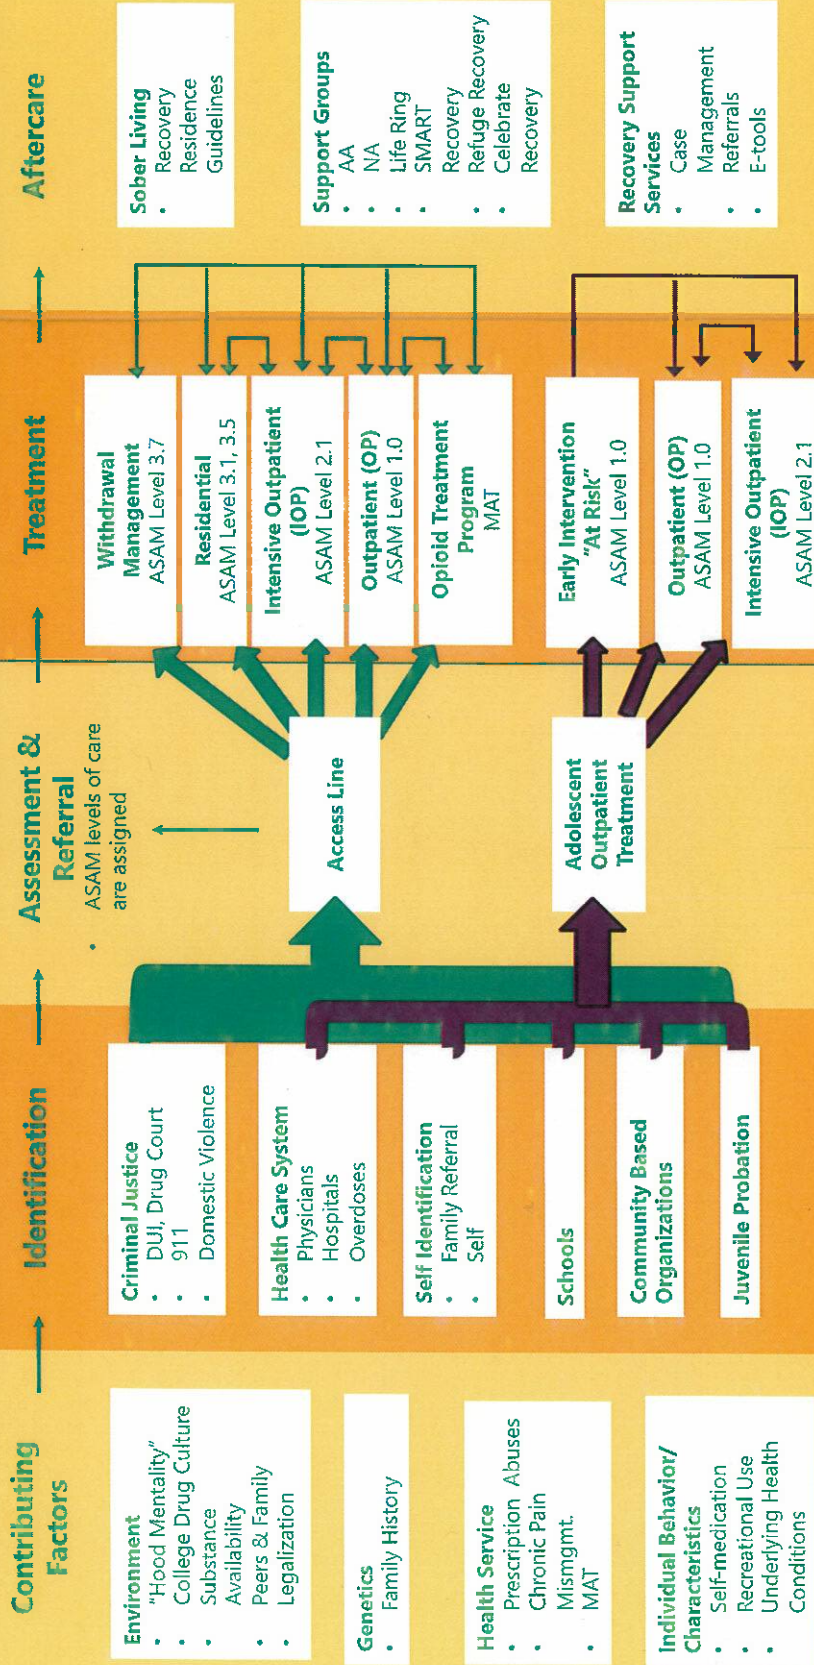 Contributing
Factors
Identification
Assessment &
Referral
• ASAM levels of care
are assigned
Treatment
Aftercare
Environment
• "Hood Mentality"
• College Drug Culture
• Substance
Availability
• Peers & Family
• Legalization
Genetics
• Family History
Health Service
• Prescription Abuses
• Chronic Pain
Mismgmt.
• MAT
Individual Behavior/
Characteristics
• Self-medication
• Recreational Use
• Underlying Health
Conditions
Criminal Justice
• DUI, Drug Court
• 911
• Domestic Violence
Health Care System
• Physicians
• Hospitals
• Overdoses
Self Identification
• Family Referral
• Self
Schools
Community Based
Organizations
Juvenile Probation
Access Line
Adolescent
Outpatient
Treatment
Withdrawal
Management
ASAM Level 3.7
Residential
ASAM Level 3.1, 3.5
Intensive Outpatient
(IOP)
ASAM Level 2.1
Outpatient (OP)
ASAM Level 1.0
Opioid Treatment
Program
MAT
Early Intervention
"At Risk"
ASAM Level 1.0
Outpatient (OP)
ASAM Level 1.0
Intensive Outpatient
(IOP)
ASAM Level 2.1
Sober Living
• Recovery
Residence
Guidelines
Support Groups
• AA
• NA
• Life Ring
• SMART
Recovery
• Refuge Recovery
• Celebrate
Recovery
Recovery Support
Services
• Case
Management
• Referrals
• E-tools